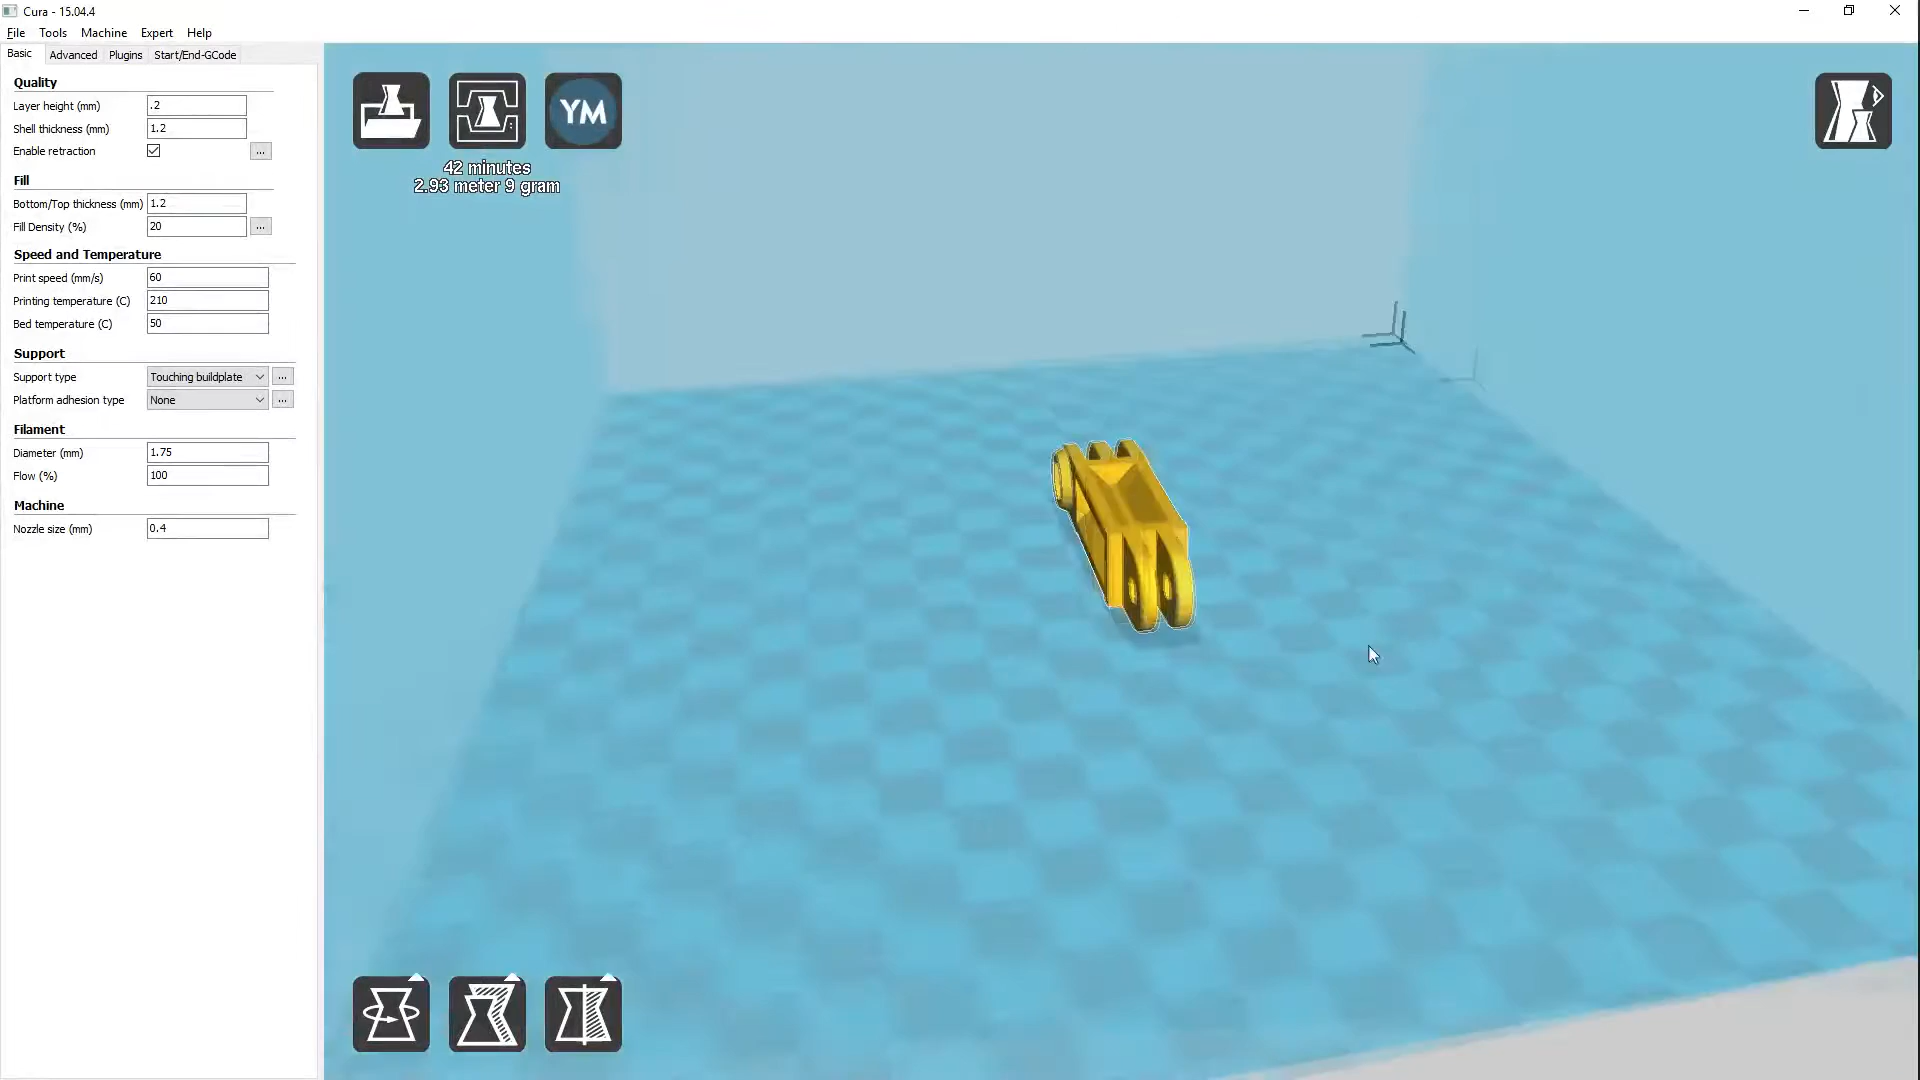 Cura - 15.04.4
File Tools Machine Expert Help
Basic Advanced Plugins Start/End-GCode
Quality
Layer height (mm) .2
Shell thickness (mm) 1.2
Enable retraction ...
Fill
Bottom/Top thickness (mm) 1.2
Fill Density (%) 20 ...
Speed and Temperature
Print speed (mm/s) 60
Printing temperature (C) 210
Bed temperature (C) 50
Support
Support type Touching buildplate ...
Platform adhesion type None ...
Filament
Diameter (mm) 1.75
Flow (%) 100
Machine
Nozzle size (mm) 0.4
YM
42 minutes
2.93 meter 9 gram